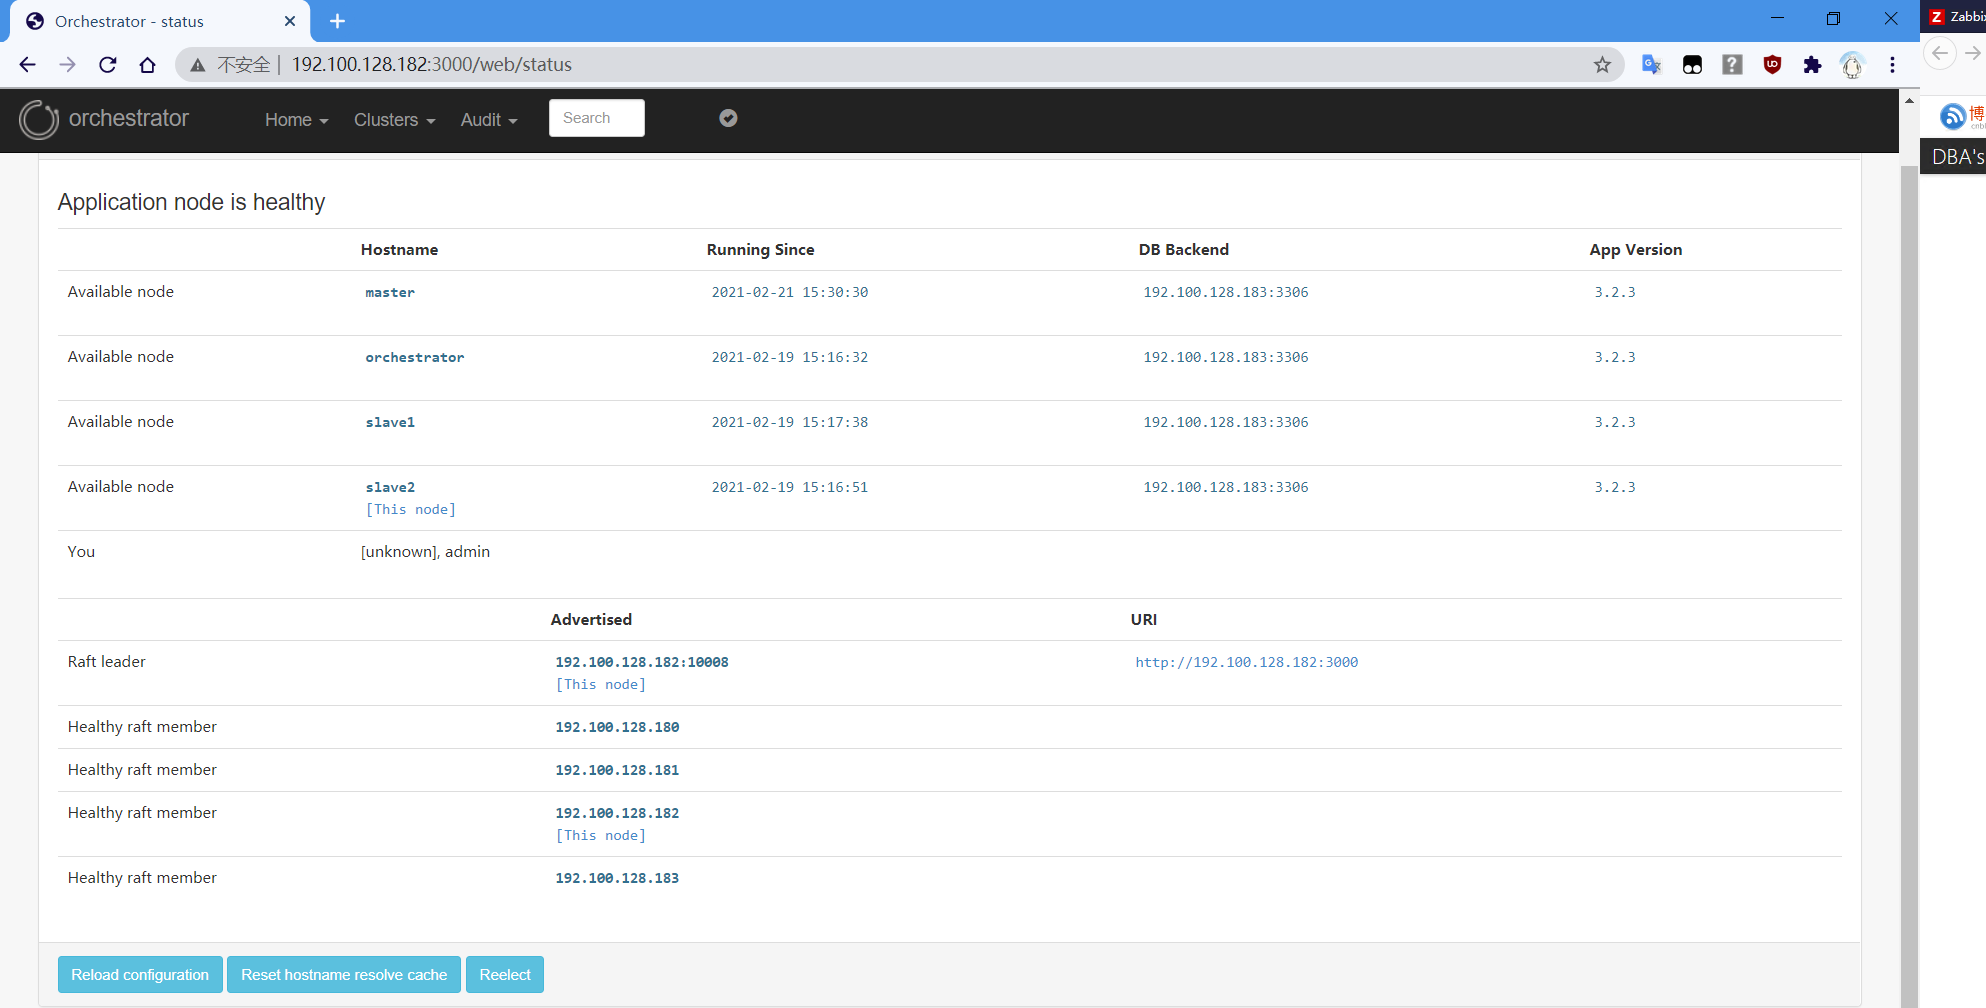 Orchestrator - status
Zabbix
不安全 192.100.128.182:3000/web/status
orchestrator Home Clusters Audit Search
博
cnbl
DBA's
Application node is healthy
Hostname Running Since DB Backend App Version
Available node master 2021-02-21 15:30:30 192.100.128.183:3306 3.2.3
Available node orchestrator 2021-02-19 15:16:32 192.100.128.183:3306 3.2.3
Available node slave1 2021-02-19 15:17:38 192.100.128.183:3306 3.2.3
Available node slave2 2021-02-19 15:16:51 192.100.128.183:3306 3.2.3
[This node]
You [unknown], admin
Advertised URI
Raft leader 192.100.128.182:10008 http://192.100.128.182:3000
[This node]
Healthy raft member 192.100.128.180
Healthy raft member 192.100.128.181
Healthy raft member 192.100.128.182
[This node]
Healthy raft member 192.100.128.183
Reload configuration Reset hostname resolve cache Reelect